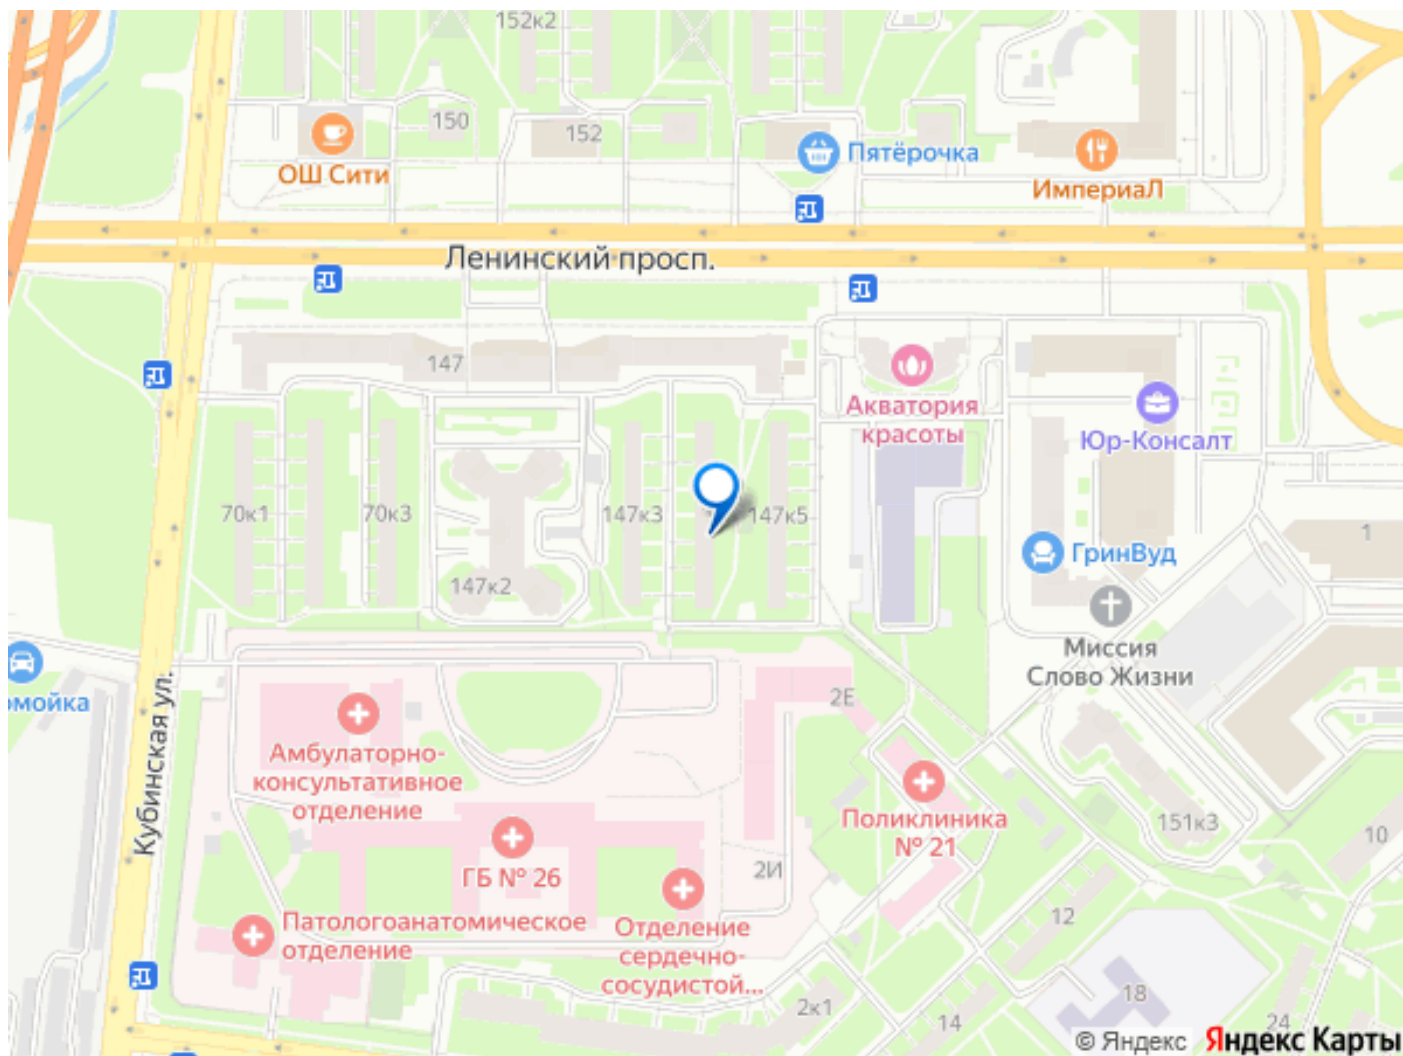 152к2
150
152
ОШ Сити
Пятёрочка
ИмпериаЛ
Ленинский просп.
147
Акватория
красоты
Юр-Консалт
70к1
70к3
147к3
147к5
1
147к2
ГринВуд
Миссия
Слово Жизни
омойка
Кубинская ул.
2Е
Амбулаторно-
консультативное
отделение
Поликлиника
№ 21
151к3
10
ГБ № 26
2И
Патологоанатомическое
отделение
Отделение
сердечно-
сосудистой...
12
18
2к1
14
24
© Яндекс Яндекс Карты